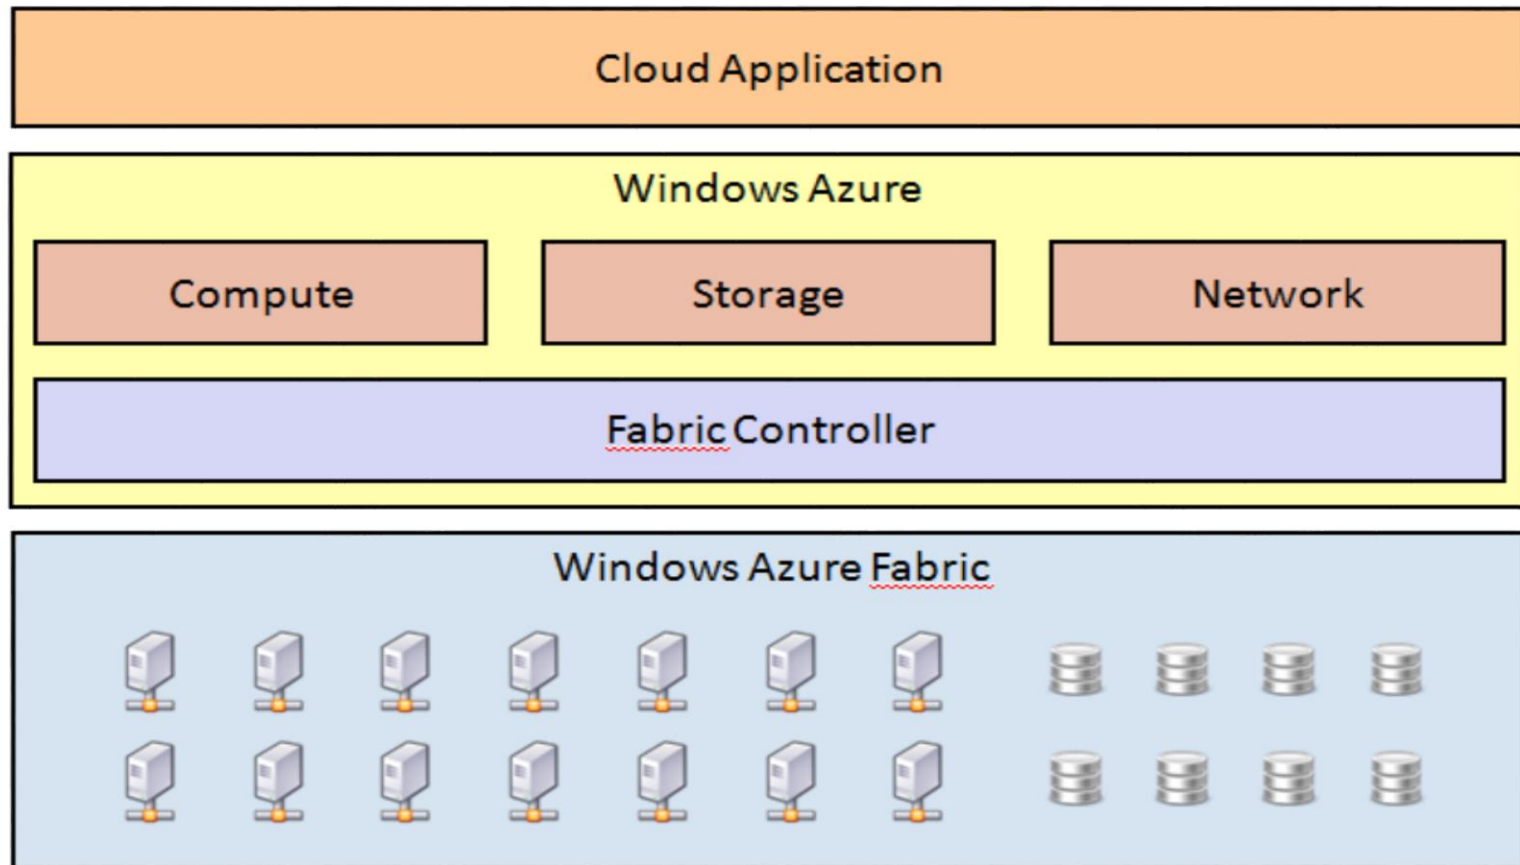 Cloud Application
Windows Azure
Compute
Storage
Network
Fabric Controller
Windows Azure Fabric